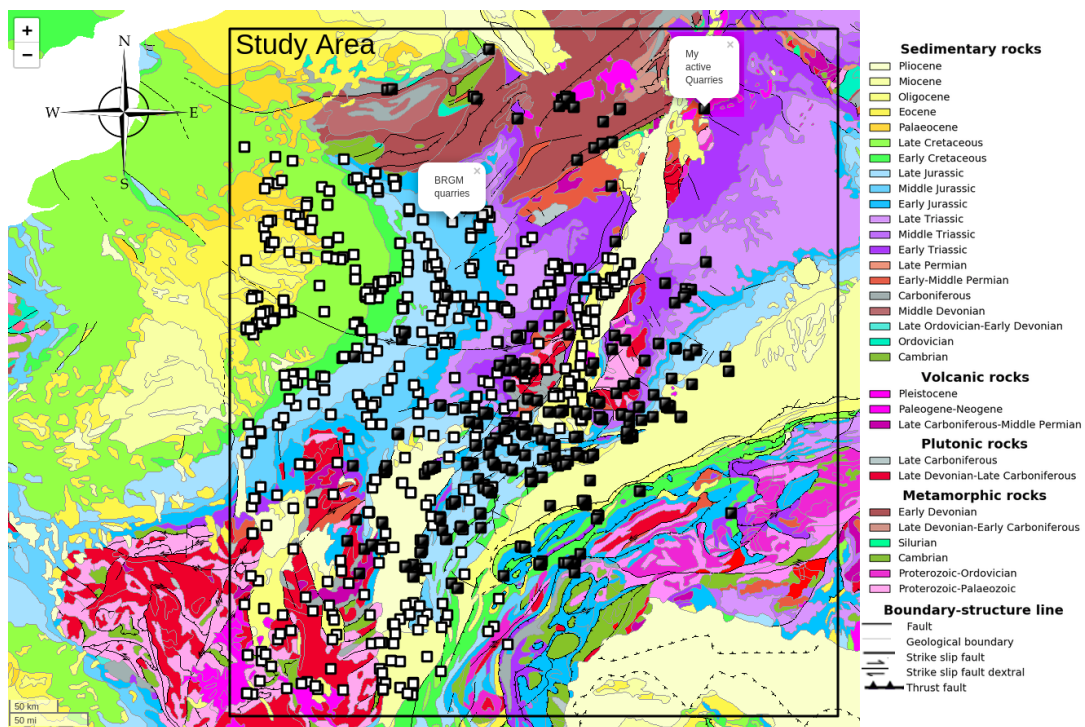 +
−
N
W
E
S
Study Area
My
active
Quarries
×
BRGM
quarries
×
50 km
50 mi
Sedimentary rocks
Pliocene
Miocene
Oligocene
Eocene
Palaeocene
Late Cretaceous
Early Cretaceous
Late Jurassic
Middle Jurassic
Early Jurassic
Late Triassic
Middle Triassic
Early Triassic
Late Permian
Early-Middle Permian
Carboniferous
Middle Devonian
Late Ordovician-Early Devonian
Ordovician
Cambrian
Volcanic rocks
Pleistocene
Paleogene-Neogene
Late Carboniferous-Middle Permian
Plutonic rocks
Late Carboniferous
Late Devonian-Late Carboniferous
Metamorphic rocks
Early Devonian
Late Devonian-Early Carboniferous
Silurian
Cambrian
Proterozoic-Ordovician
Proterozoic-Palaeozoic
Boundary-structure line
Fault
Geological boundary
Strike slip fault
Strike slip fault dextral
Thrust fault